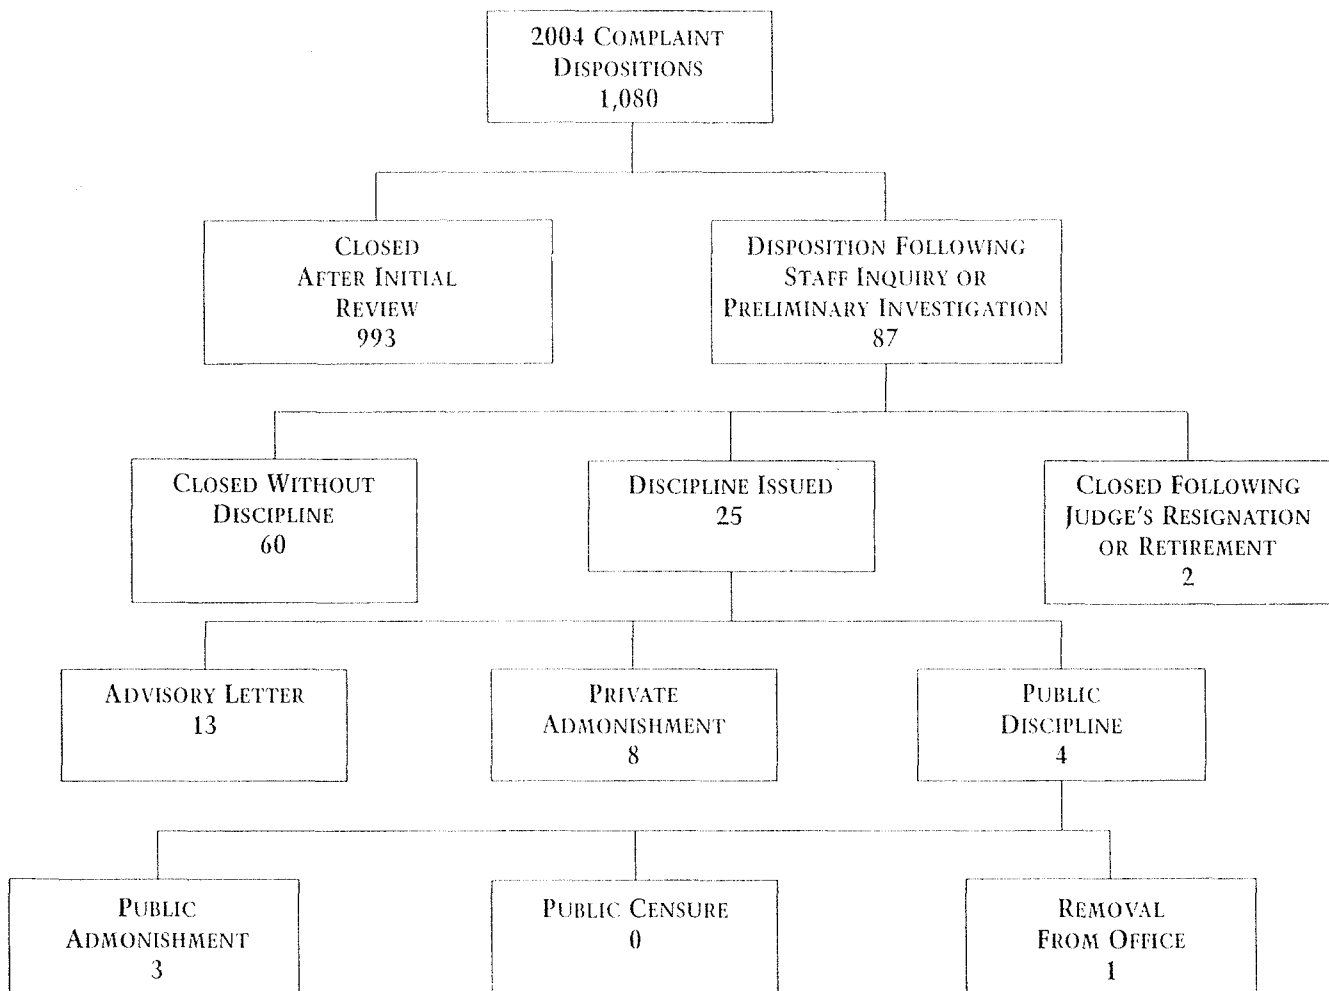 2004 COMPLAINT
DISPOSITIONS
1,080
CLOSED
AFTER INITIAL
REVIEW
993
DISPOSITION FOLLOWING
STAFF INQUIRY OR
PRELIMINARY INVESTIGATION
87
CLOSED WITHOUT
DISCIPLINE
60
DISCIPLINE ISSUED
25
CLOSED FOLLOWING
JUDGE'S RESIGNATION
OR RETIREMENT
2
ADVISORY LETTER
13
PRIVATE
ADMONISHMENT
8
PUBLIC
DISCIPLINE
4
PUBLIC
ADMONISHMENT
3
PUBLIC CENSURE
0
REMOVAL
FROM OFFICE
1